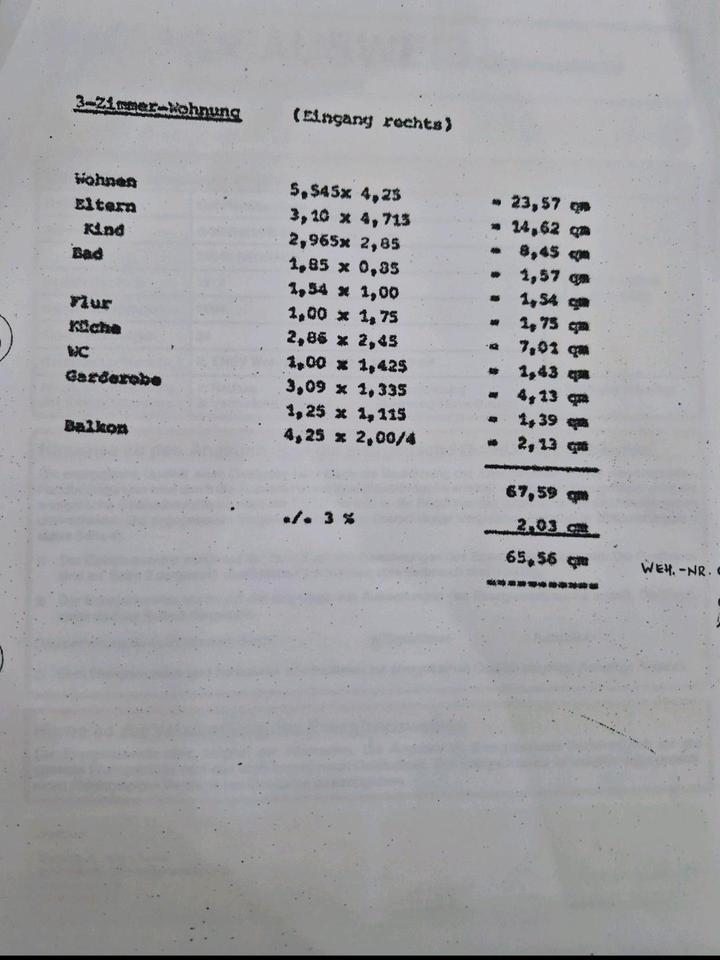 3-Zimmer-Wohnung (Eingang rechts)
Wohnen 5,545x 4,25 = 23,57 qm
Eltern 3,10 x 4,715 = 14,62 qm
Kind 2,965x 2,85 = 8,45 qm
Bad 1,85 x 0,85 = 1,57 qm
1,54 x 1,00 = 1,54 qm
Flur 1,00 x 1,75 = 1,75 qm
Küche 2,86 x 2,45 = 7,01 qm
WC 1,00 x 1,425 = 1,43 qm
Garderobe 3,09 x 1,335 = 4,13 qm
1,25 x 1,115 = 1,39 qm
Balkon 4,25 x 2,00/4 = 2,13 qm
67,59 qm
./. 3 % 2,03 qm
65,56 qm
WEH.-NR.